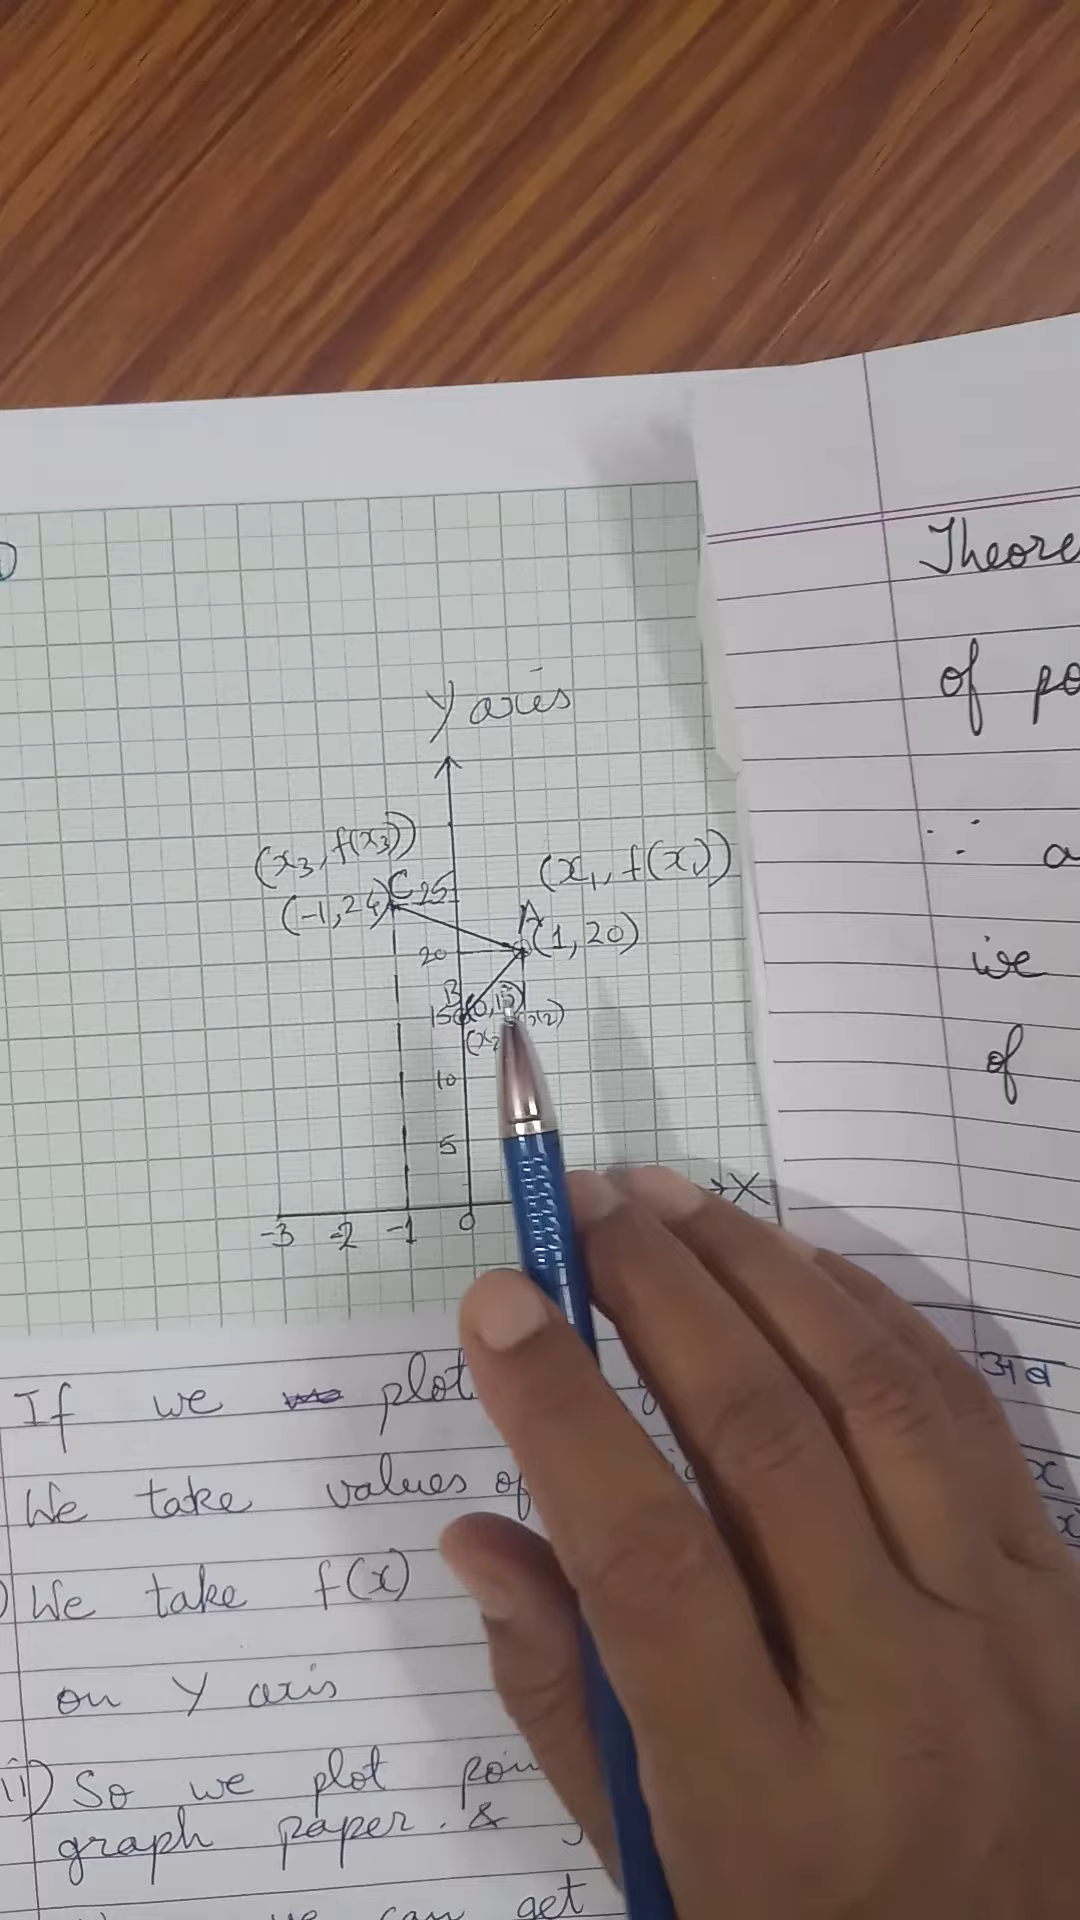 Y axis
(x₃, f(x₃))
(x₁, f(x₁))
(-1, 24) C 25
A
20 (1, 20)
B
15 (0, 15)
(x₂
10
5
X
-3 -2 -1 0
If we plot
We take values of
We take f(x)
on Y axis
ii) So we plot
graph paper. &
we can get
Theore
of po
∴ a
we
of
अब
x